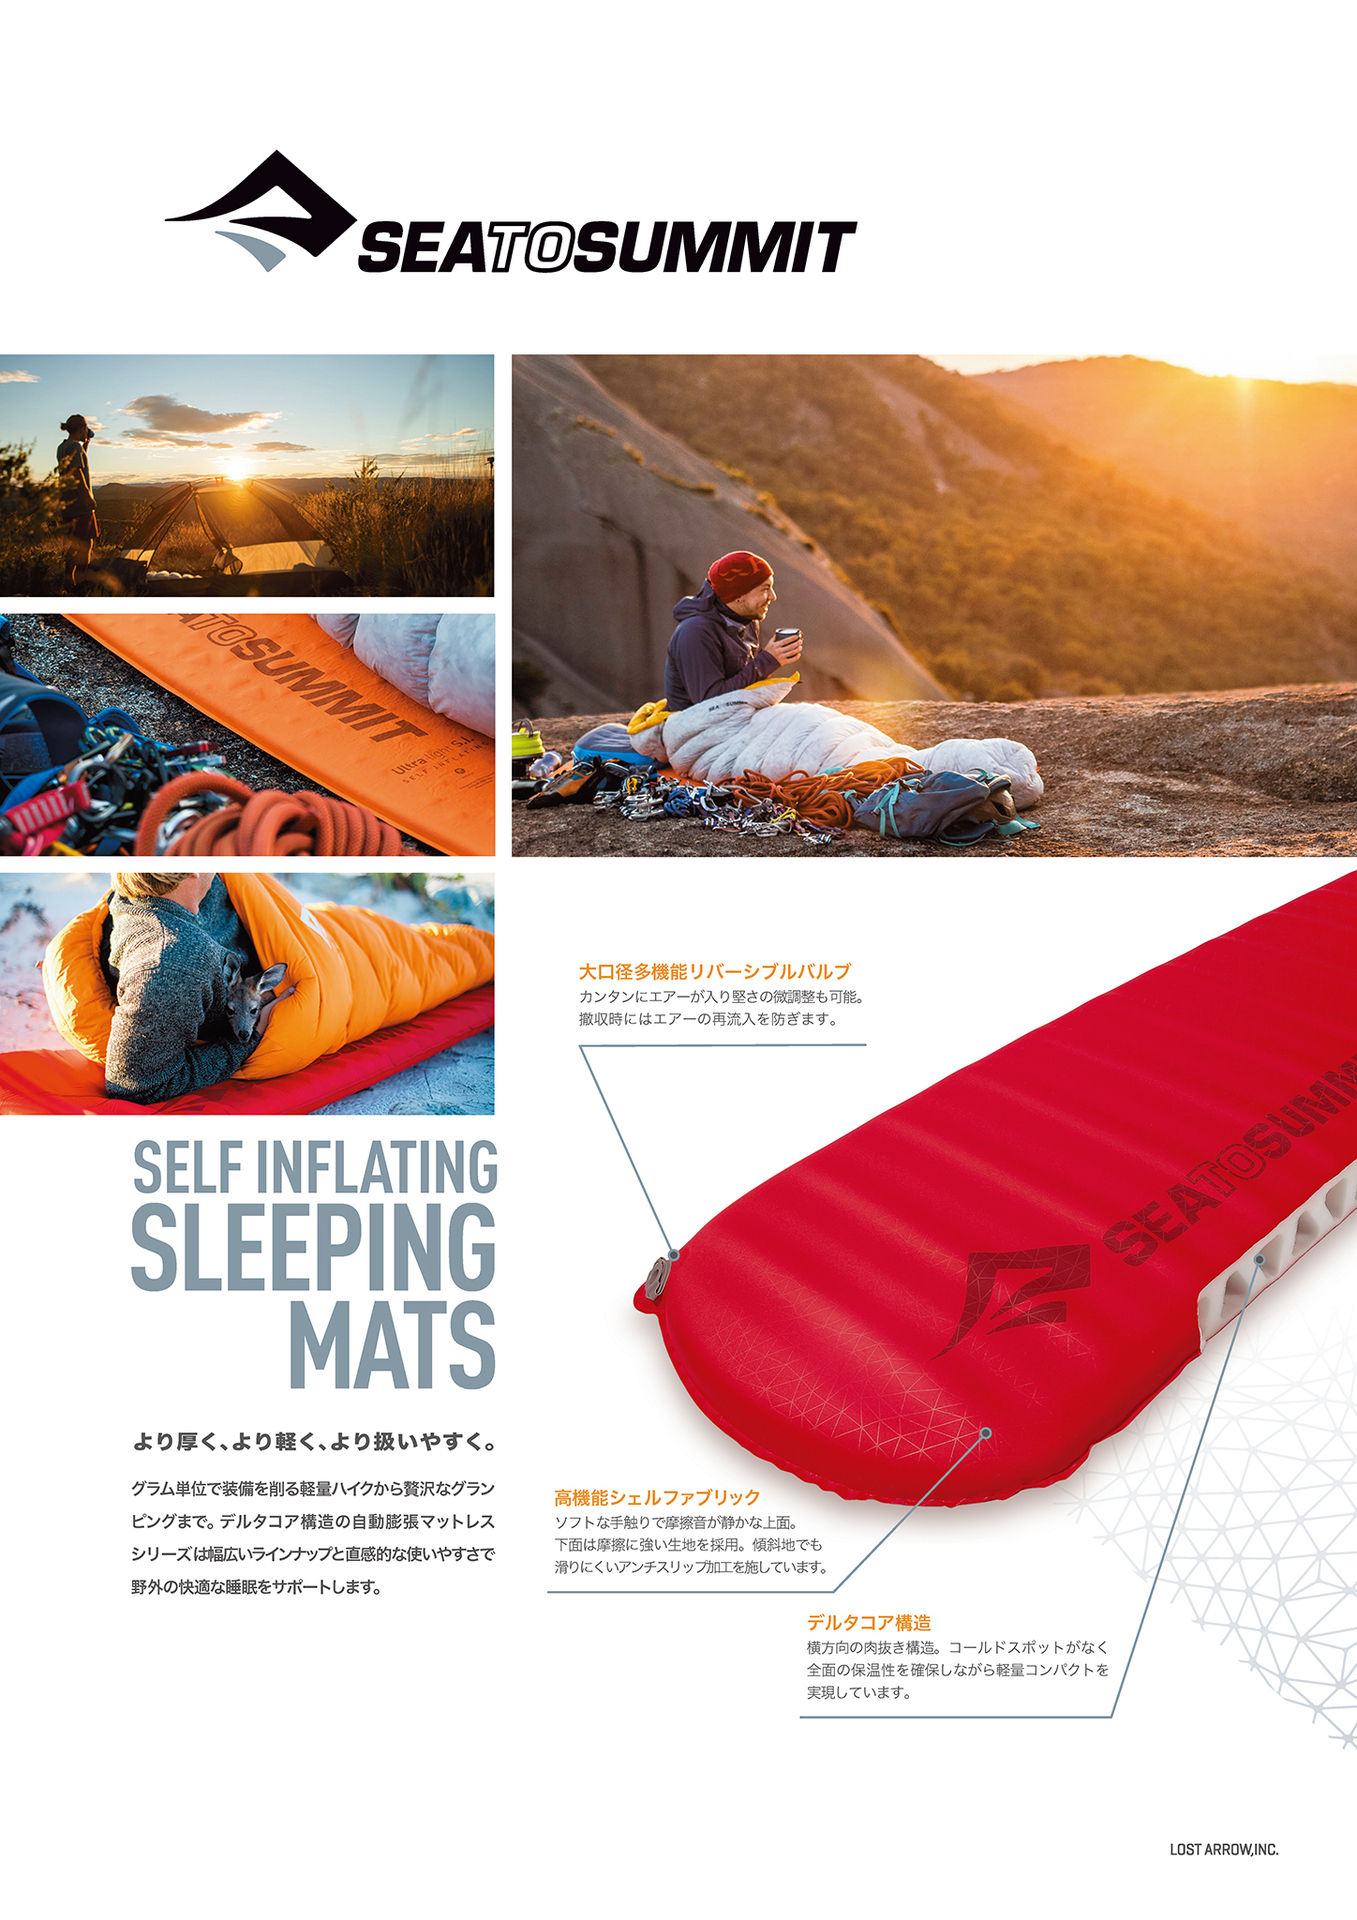 SEATOSUMMIT
ATOSUMMIT
Ultralight S.I.
SELF INFLATIN
SEA SUMMIT
大口径多機能リバーシブルバルブ
カンタンにエアーが入り堅さの微調整も可能。
撤収時にはエアーの再流入を防ぎます。
SEATOSUMM
SELF INFLATING
SLEEPING
MATS
より厚く、より軽く、より扱いやすく。
グラム単位で装備を削る軽量ハイクから贅沢なグラン
ピングまで。デルタコア構造の自動膨張マットレス
シリーズは幅広いラインナップと直感的な使いやすさで
野外の快適な睡眠をサポートします。
高機能シェルファブリック
ソフトな手触りで摩擦音が静かな上面。
下面は摩擦に強い生地を採用。傾斜地でも
滑りにくいアンチスリップ加工を施しています。
デルタコア構造
横方向の肉抜き構造。コールドスポットがなく
全面の保温性を確保しながら軽量コンパクトを
実現しています。
LOST ARROW,INC.